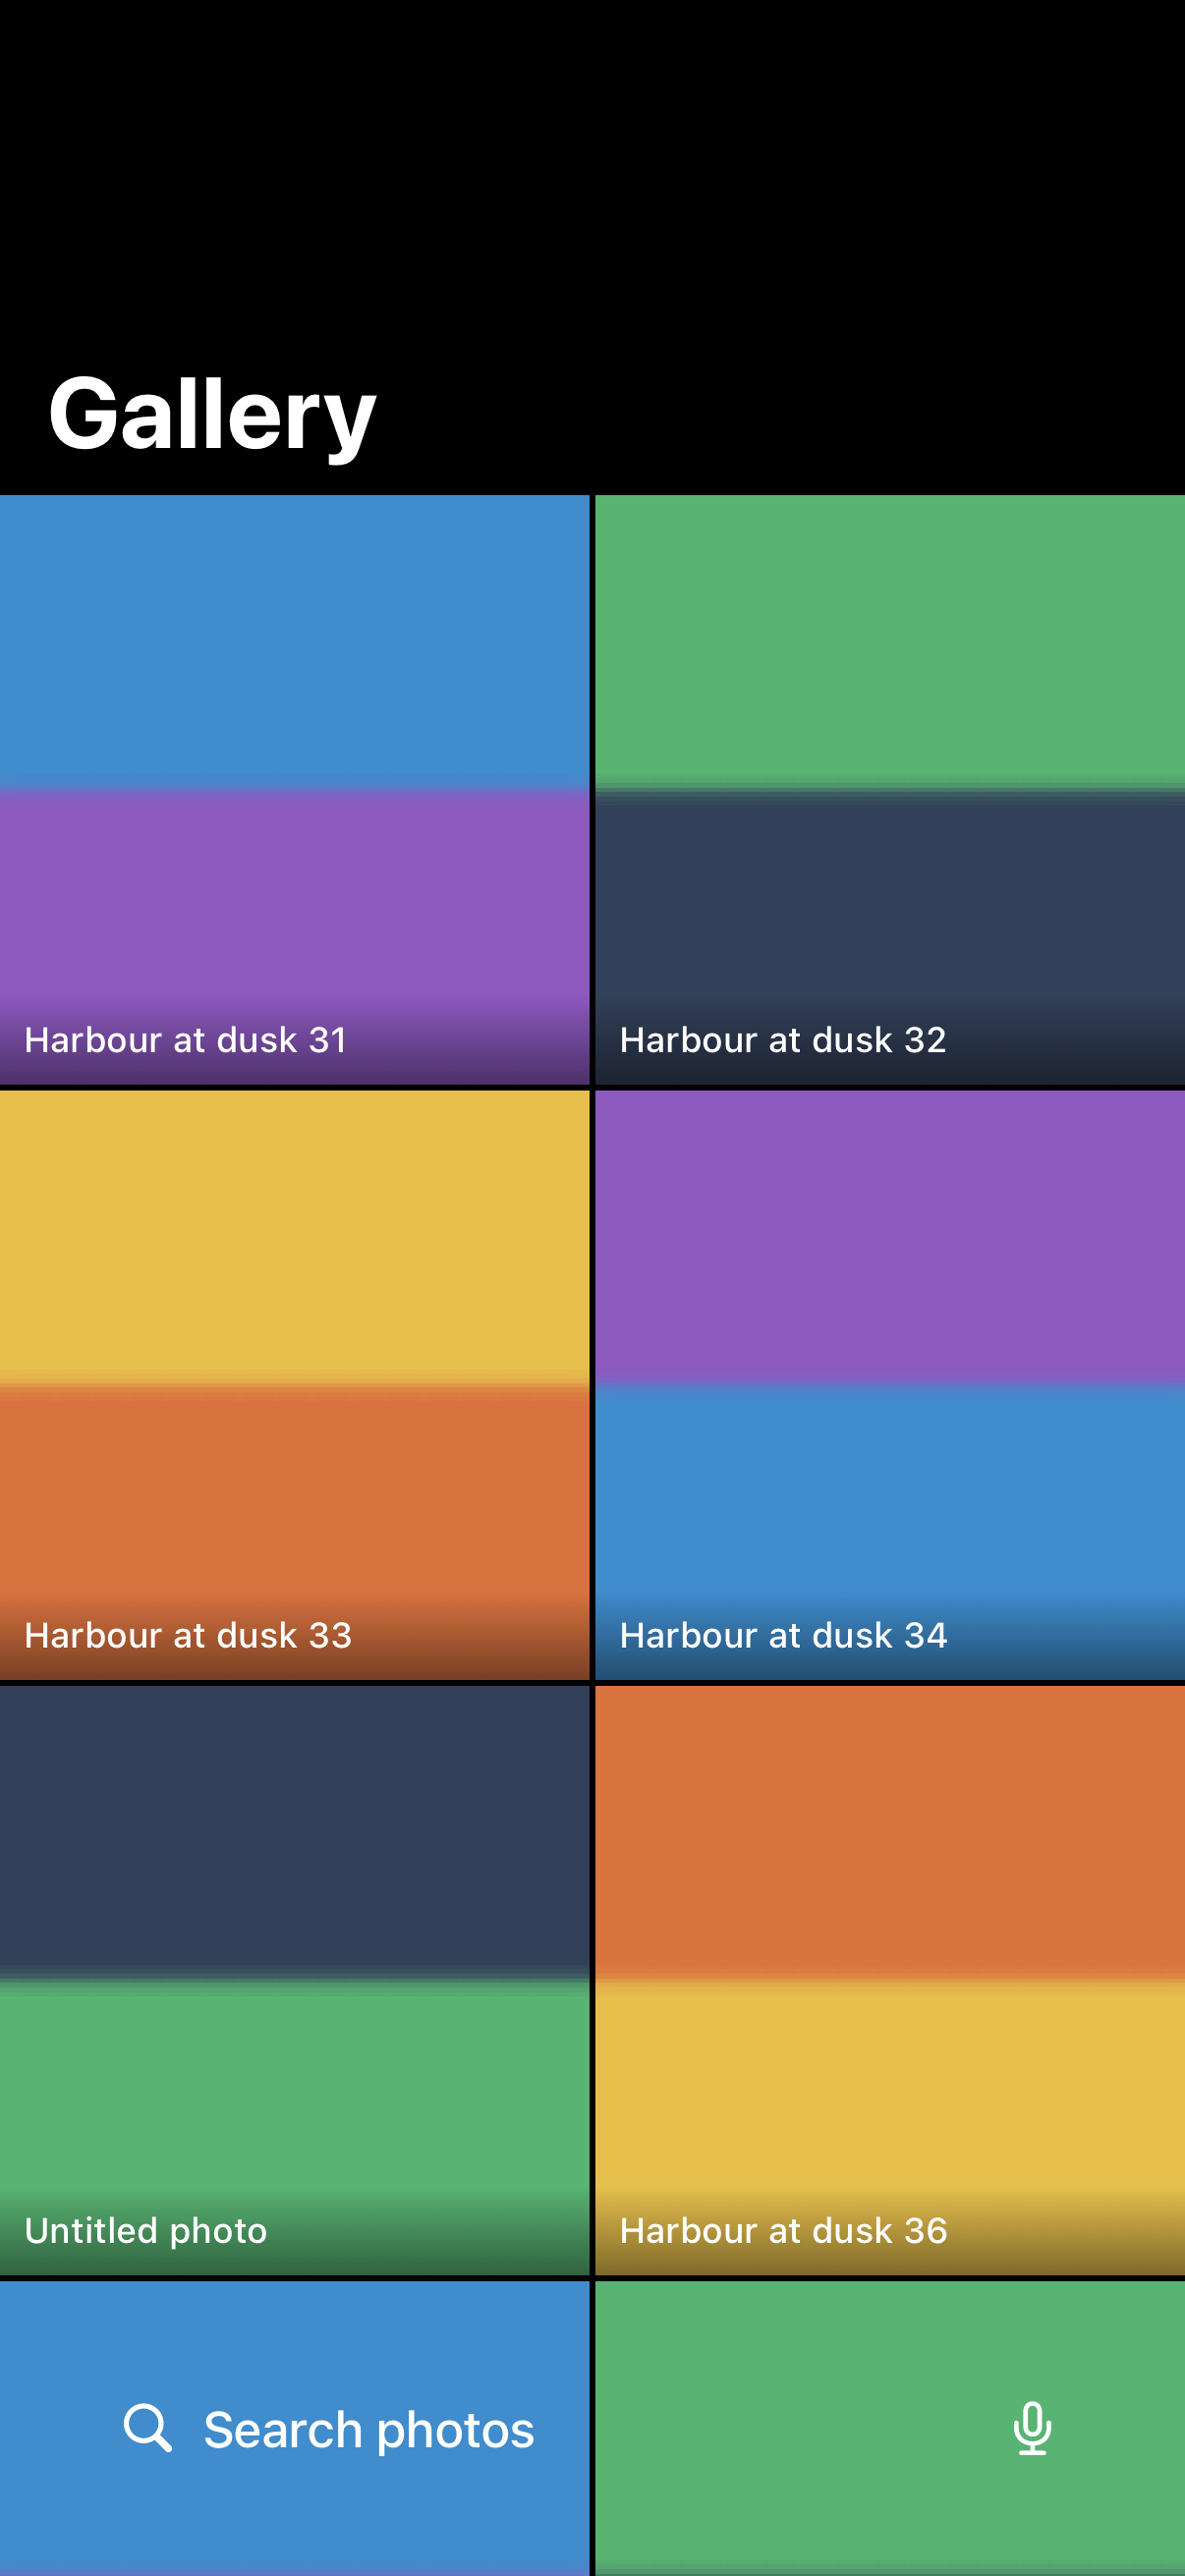 Gallery
Harbour at dusk 31
Harbour at dusk 32
Harbour at dusk 33
Harbour at dusk 34
Untitled photo
Harbour at dusk 36
Search photos